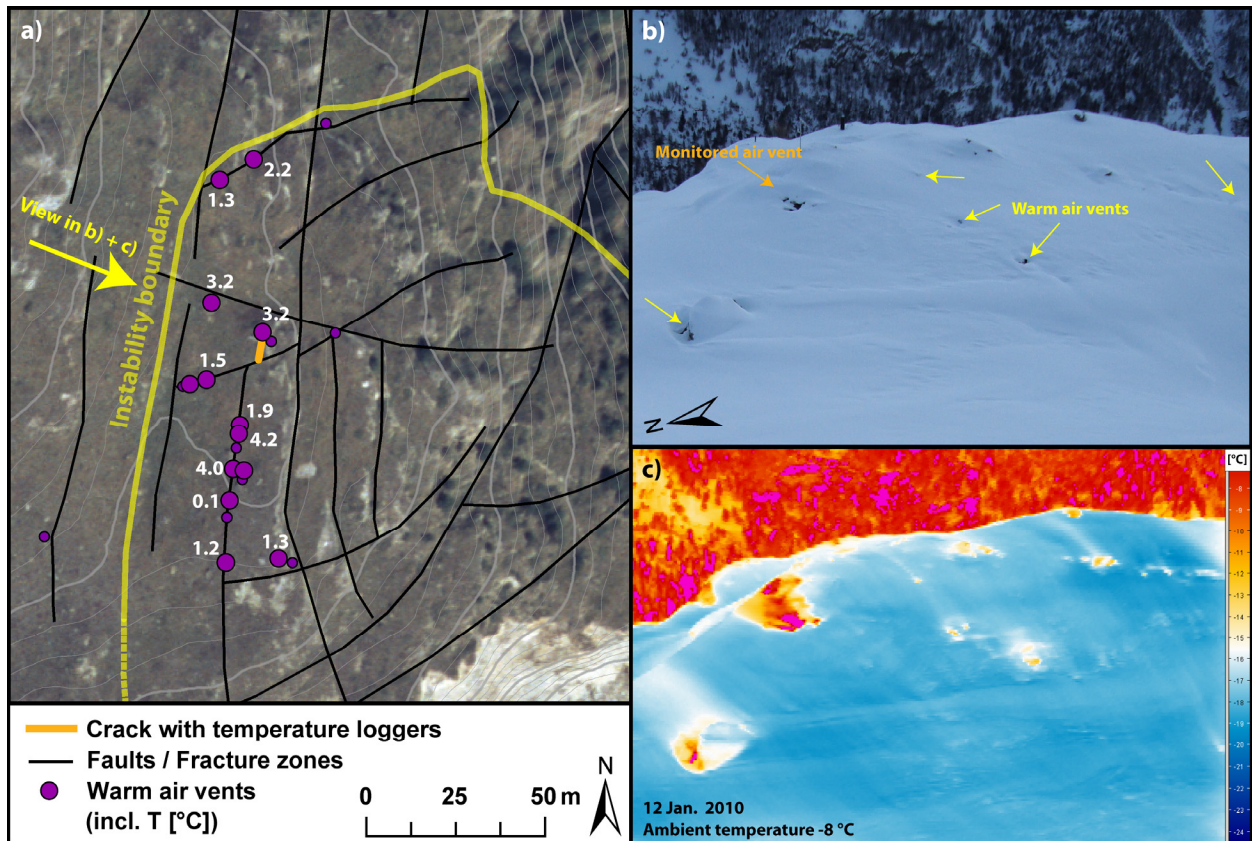 a)
2.2
1.3
View in b) + c)
Instability boundary
3.2
3.2
1.5
1.9
4.2
4.0
0.1
1.2
1.3
Crack with temperature loggers
Faults / Fracture zones
Warm air vents
(incl. T [°C])
0 25 50 m
N
b)
Monitored air vent
Warm air vents
N
c)
[°C]
-8
-9
-10
-11
-12
-13
-14
-15
-16
-17
-18
-19
-20
-21
-22
-23
-24
12 Jan. 2010
Ambient temperature -8 °C